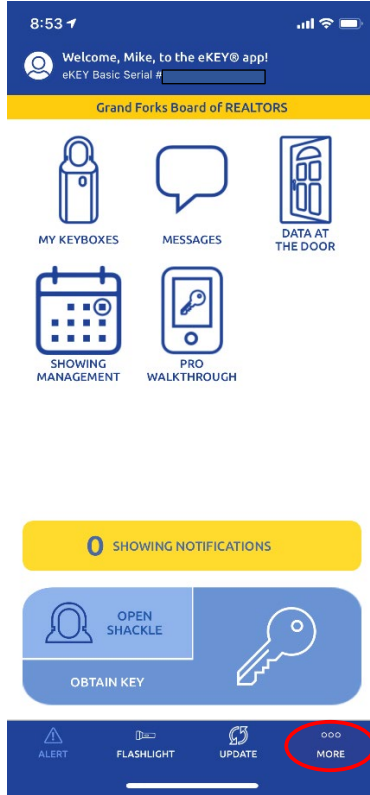 8:53
Welcome, Mike, to the eKEY® app!
eKEY Basic Serial #
Grand Forks Board of REALTORS
MY KEYBOXES
MESSAGES
DATA AT
THE DOOR
SHOWING
MANAGEMENT
PRO
WALKTHROUGH
0 SHOWING NOTIFICATIONS
OPEN
SHACKLE
OBTAIN KEY
ALERT
FLASHLIGHT
UPDATE
MORE